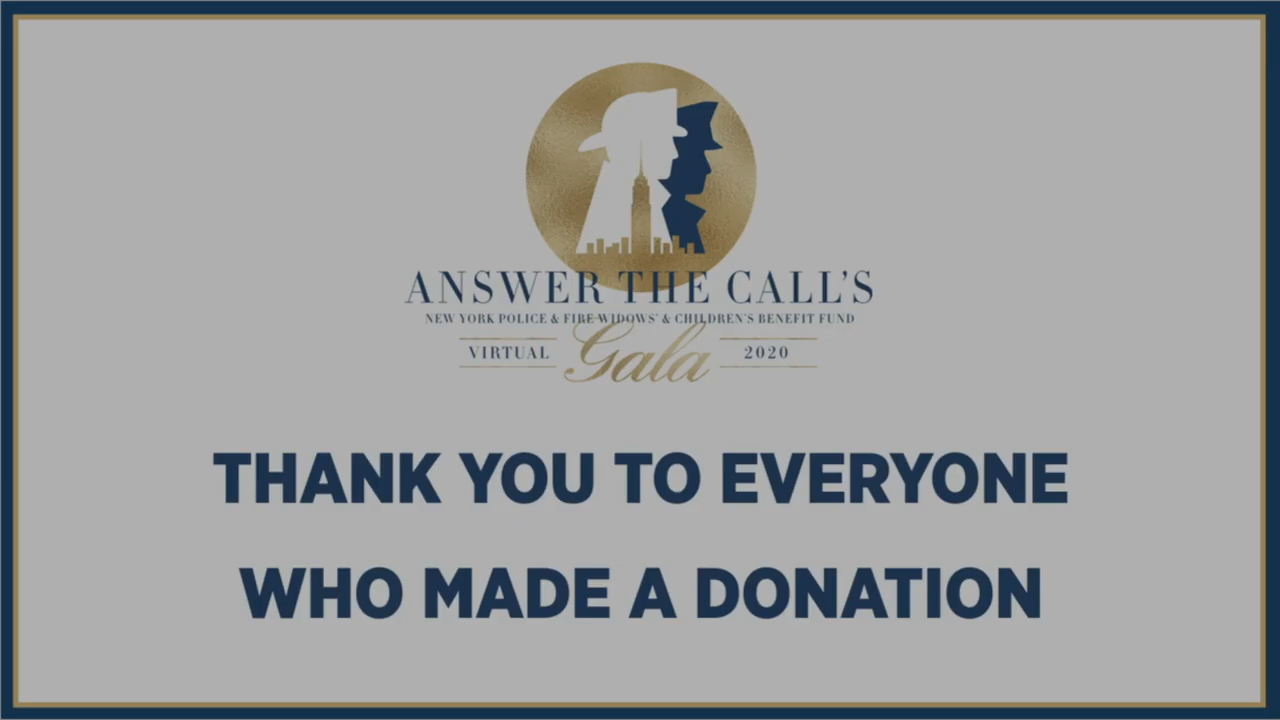 ANSWER THE CALL'S
NEW YORK POLICE & FIRE WIDOWS' & CHILDREN'S BENEFIT FUND
VIRTUAL Gala 2020
THANK YOU TO EVERYONE
WHO MADE A DONATION